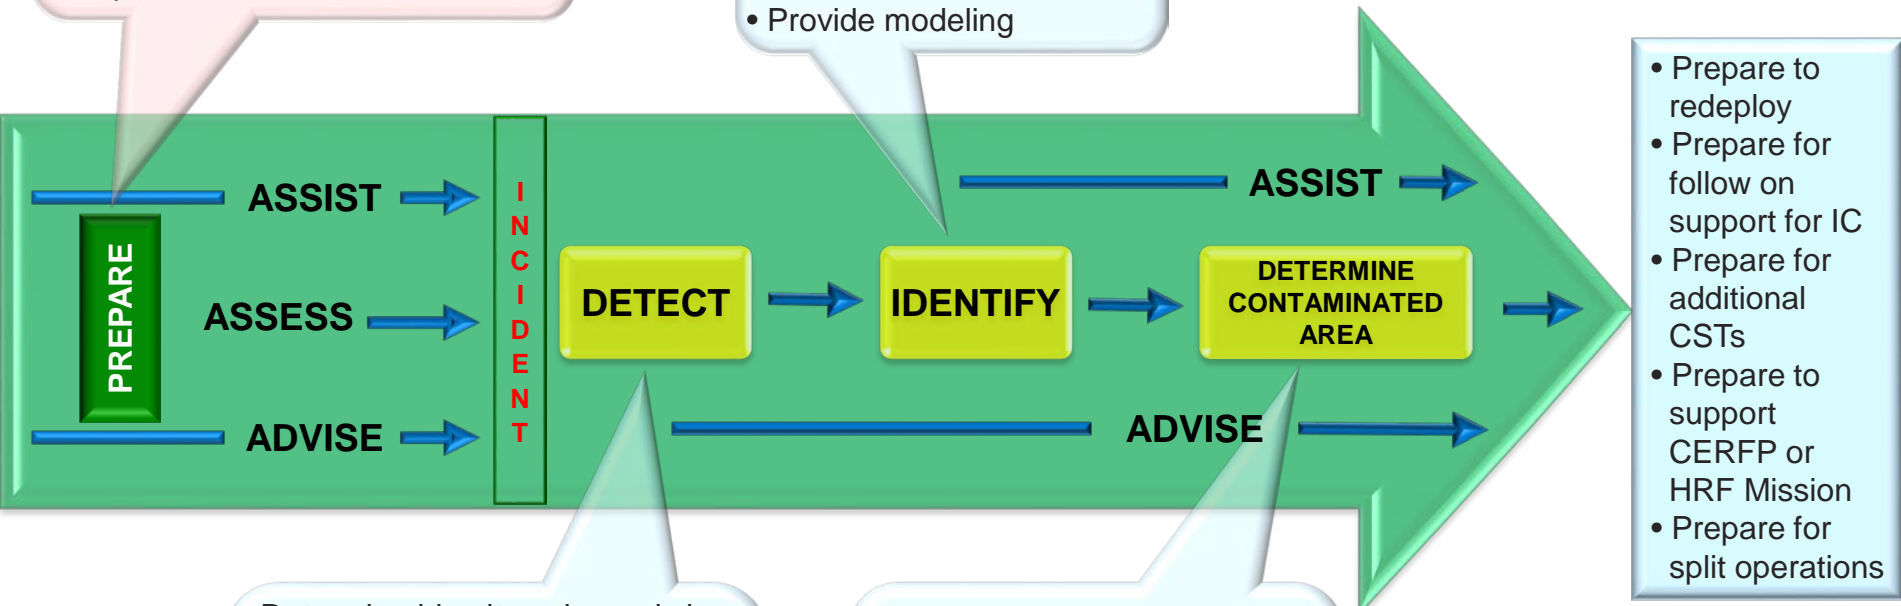 • Provide modeling
PREPARE
ASSIST
ASSESS
ADVISE
INCIDENT
DETECT
IDENTIFY
DETERMINE
CONTAMINATED
AREA
ASSIST
ADVISE
• Prepare to
redeploy
• Prepare for
follow on
support for IC
• Prepare for
additional
CSTs
• Prepare to
support
CERFP or
HRF Mission
• Prepare for
split operations